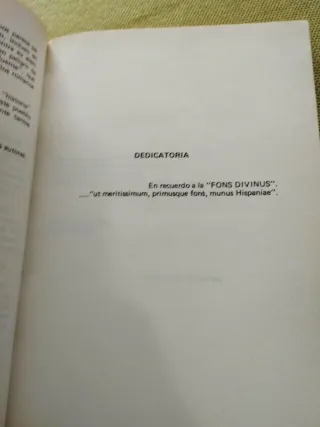 DEDICATORIA
En recuerdo a la "FONS DIVINUS".
...."ut meritissimum, primusque fons, munus Hispaniae".